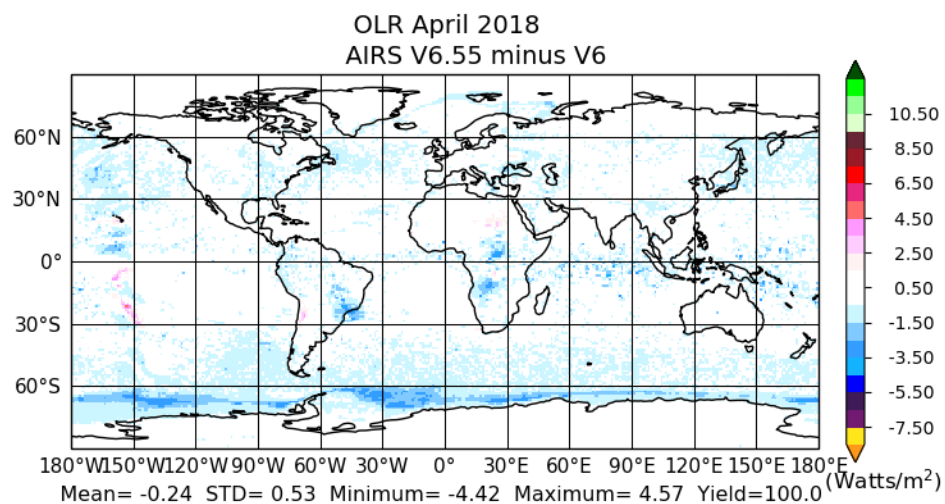 OLR April 2018
AIRS V6.55 minus V6
60°N
30°N
0°
30°S
60°S
180°W150°W120°W90°W 60°W 30°W 0° 30°E 60°E 90°E 120°E 150°E 180°E
10.50
8.50
6.50
4.50
2.50
0.50
-1.50
-3.50
-5.50
-7.50
(Watts/m²)
Mean= -0.24 STD= 0.53 Minimum= -4.42 Maximum= 4.57 Yield=100.0